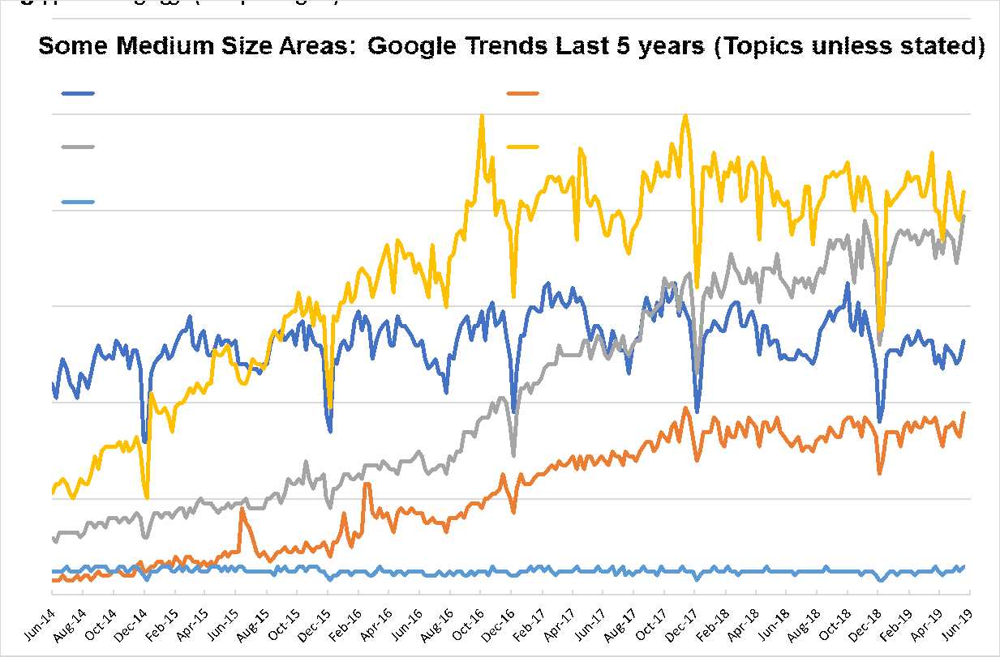 Some Medium Size Areas: Google Trends Last 5 years (Topics unless stated)
Jun-14
Aug-14
Oct-14
Dec-14
Feb-15
Apr-15
Jun-15
Aug-15
Oct-15
Dec-15
Feb-16
Apr-16
Jun-16
Aug-16
Oct-16
Dec-16
Feb-17
Apr-17
Jun-17
Aug-17
Oct-17
Dec-17
Feb-18
Apr-18
Jun-18
Aug-18
Oct-18
Dec-18
Feb-19
Apr-19
Jun-19